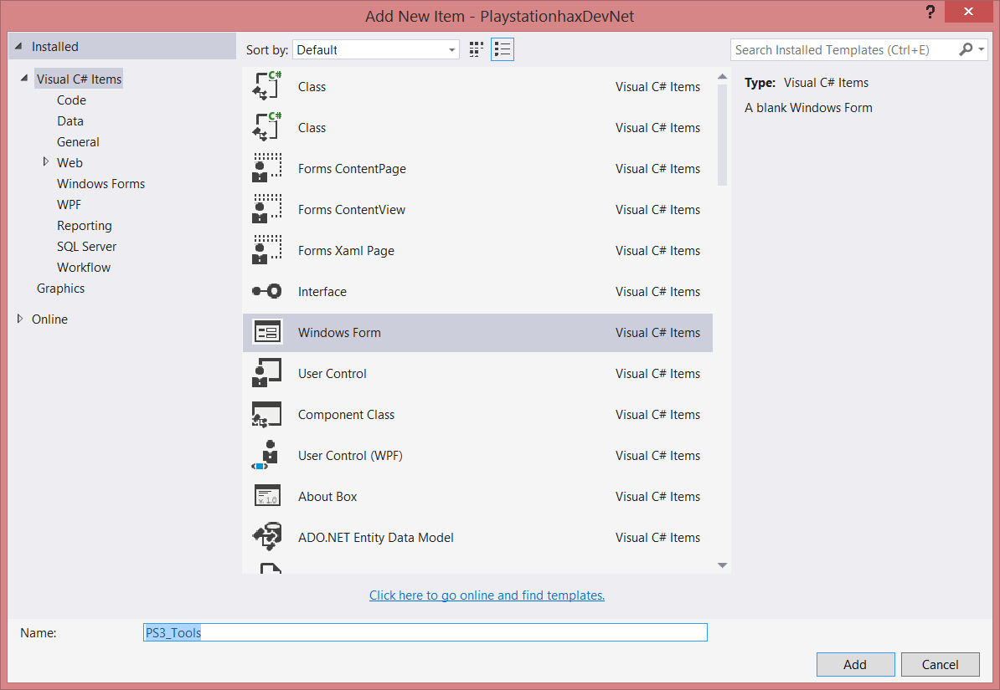 Add New Item - PlaystationhaxDevNet
?
Installed
Sort by: Default
Search Installed Templates (Ctrl+E)
Visual C# Items
Code
Data
General
Web
Windows Forms
WPF
Reporting
SQL Server
Workflow
Graphics
Online
C# Class Visual C# Items
C# Class Visual C# Items
Forms ContentPage Visual C# Items
Forms ContentView Visual C# Items
Forms Xaml Page Visual C# Items
Interface Visual C# Items
Windows Form Visual C# Items
User Control Visual C# Items
Component Class Visual C# Items
User Control (WPF) Visual C# Items
v. 1.0 About Box Visual C# Items
ADO.NET Entity Data Model Visual C# Items
Type: Visual C# Items
A blank Windows Form
Click here to go online and find templates.
Name: PS3_Tools
Add Cancel